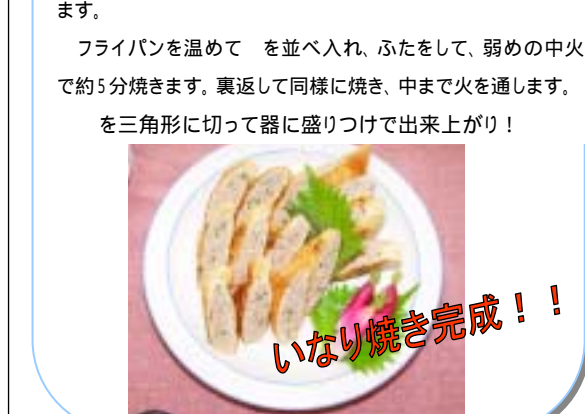 ます。
フライパンを温めて　を並べ入れ、ふたをして、弱めの中火
で約5分焼きます。裏返して同様に焼き、中まで火を通します。
を三角形に切って器に盛りつけで出来上がり！
いなり焼き完成！！